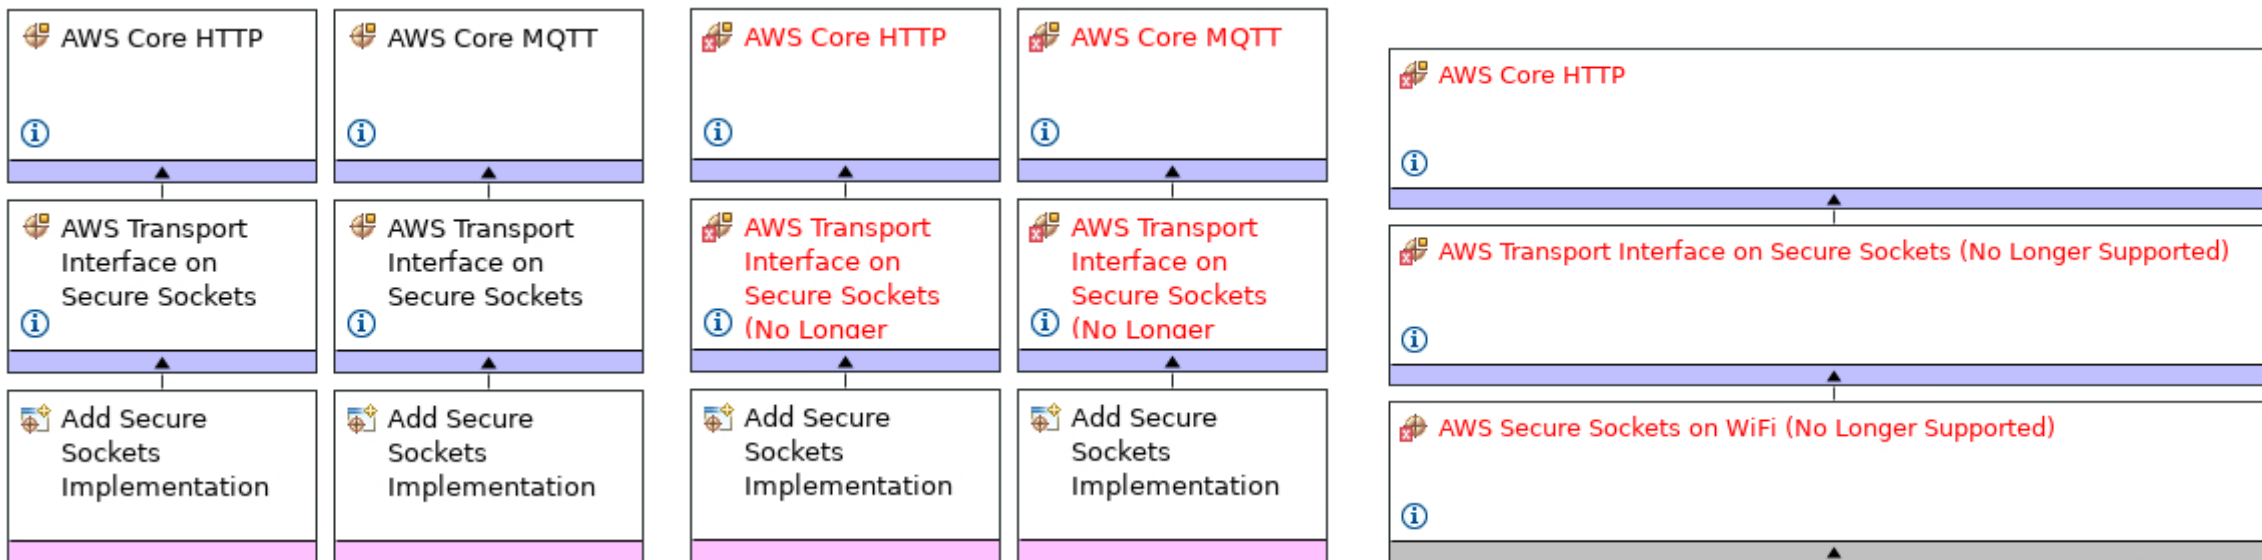 AWS Core HTTP
AWS Transport
Interface on
Secure Sockets
Add Secure
Sockets
Implementation
AWS Core MQTT
AWS Transport
Interface on
Secure Sockets
Add Secure
Sockets
Implementation
AWS Core HTTP
AWS Transport
Interface on
Secure Sockets
(No Longer
Add Secure
Sockets
Implementation
AWS Core MQTT
AWS Transport
Interface on
Secure Sockets
(No Longer
Add Secure
Sockets
Implementation
AWS Core HTTP
AWS Transport Interface on Secure Sockets (No Longer Supported)
AWS Secure Sockets on WiFi (No Longer Supported)